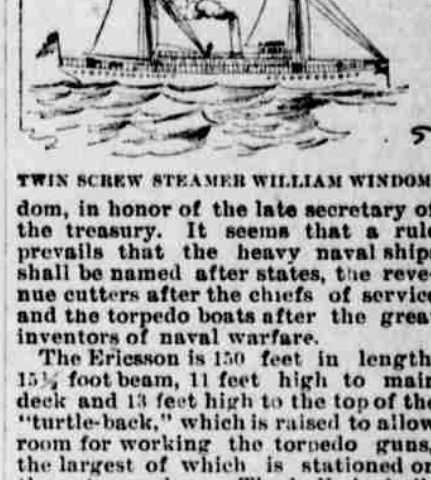 5
TWIN SCREW STEAMER WILLIAM WINDOM
dom, in honor of the late secretary of
the treasury. It seems that a rule
prevails that the heavy naval ships
shall be named after states, the reve-
nue cutters after the chiefs of service
and the torpedo boats after the grea
inventors of naval warfare.
The Ericsson is 150 feet in length
15½ foot beam, 11 feet high to main
deck and 13 feet high to the top of the
"turtle-back," which is raised to allow
room for working the torpedo guns,
the largest of which is stationed on